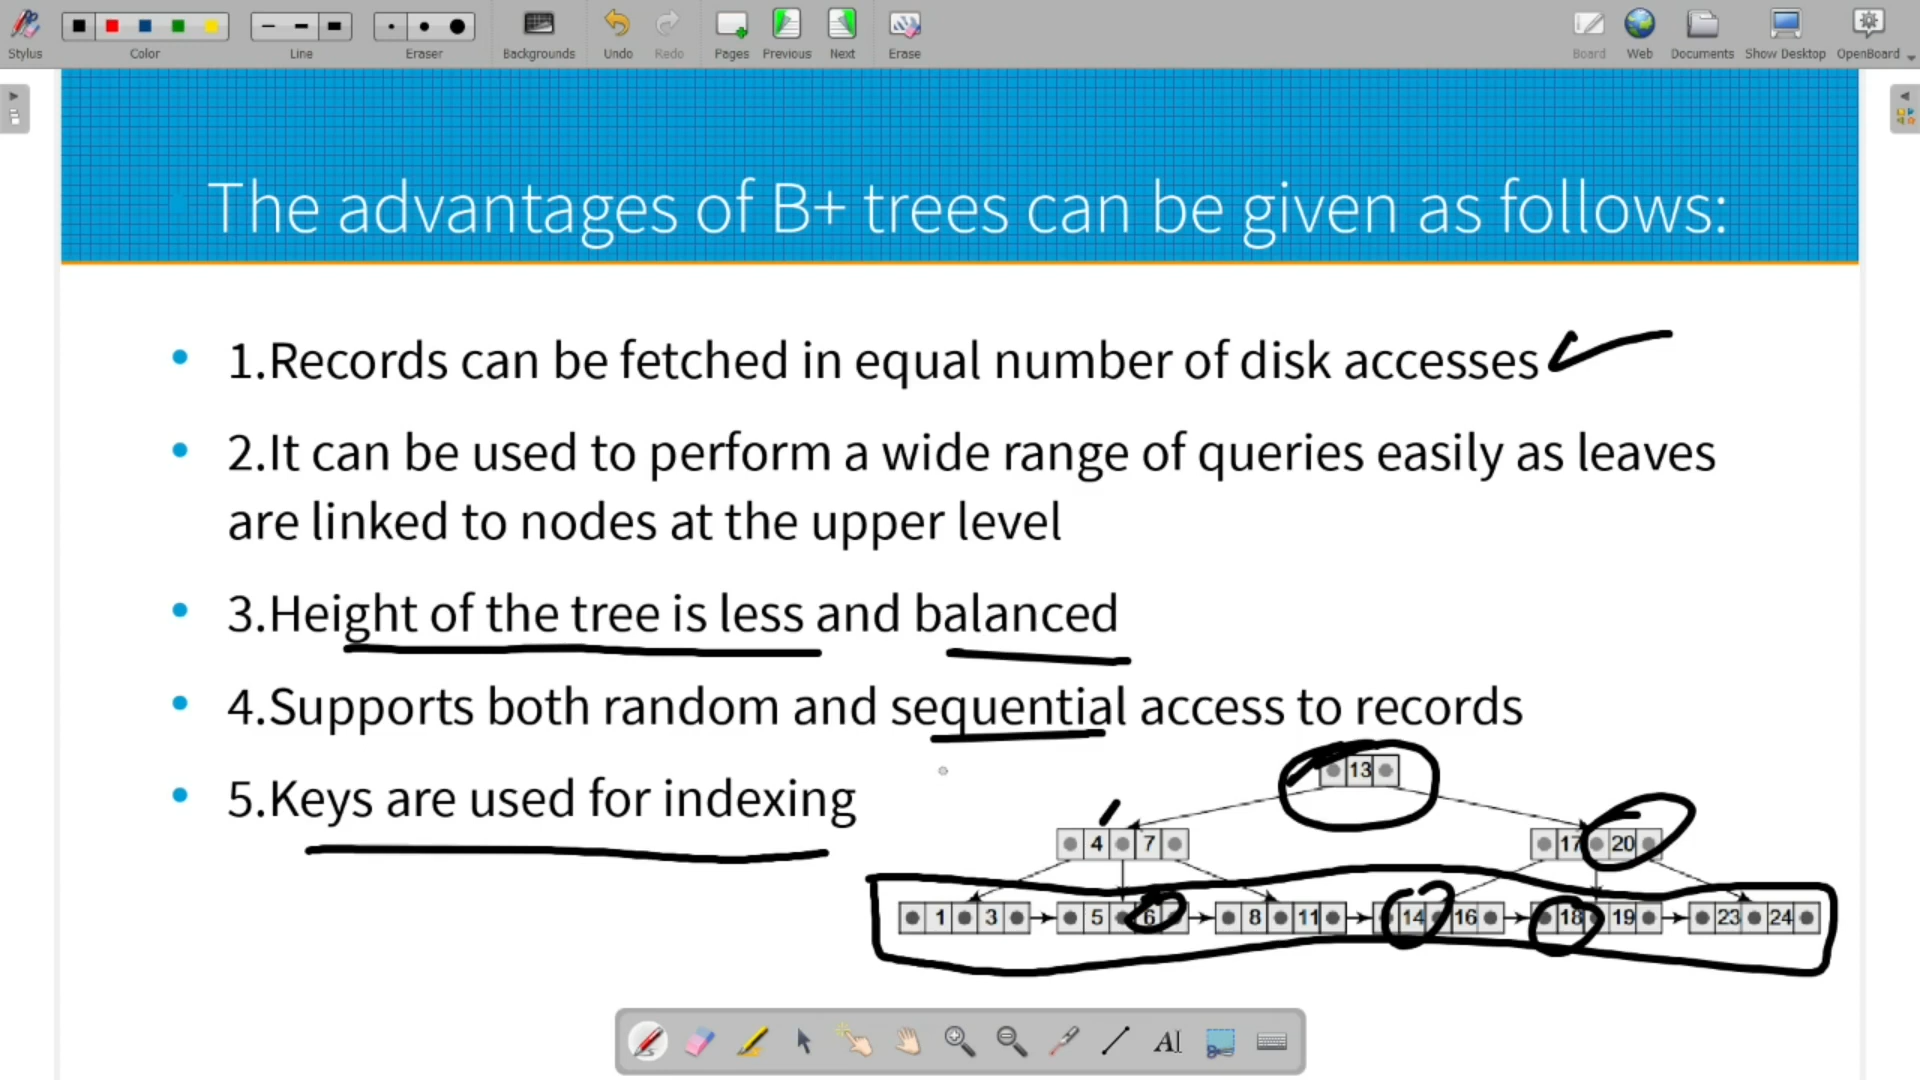 Stylus Color Line Eraser Backgrounds Undo Redo Pages Previous Next Erase Board Web Documents Show Desktop OpenBoard
The advantages of B+ trees can be given as follows:
1.Records can be fetched in equal number of disk accesses
2.It can be used to perform a wide range of queries easily as leaves
are linked to nodes at the upper level
3.Height of the tree is less and balanced
4.Supports both random and sequential access to records
5.Keys are used for indexing
13
4 7 17 20
1 3 5 6 8 11 14 16 18 19 23 24
AI